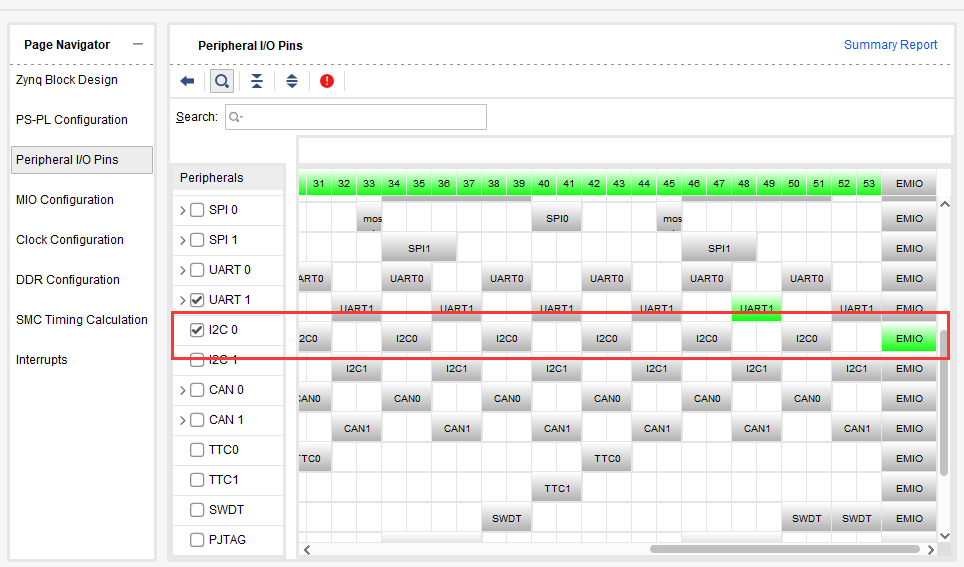 Page Navigator
Zynq Block Design
PS-PL Configuration
Peripheral I/O Pins
MIO Configuration
Clock Configuration
DDR Configuration
SMC Timing Calculation
Interrupts
Peripheral I/O Pins Summary Report
Search:
Peripherals 31 32 33 34 35 36 37 38 39 40 41 42 43 44 45 46 47 48 49 50 51 52 53 EMIO
SPI 0 mos SPI0 mos EMIO
SPI 1 SPI1 SPI1 EMIO
UART 0 ART0 UART0 UART0 UART0 UART0 UART0 EMIO
UART 1 UART1 UART1 UART1 UART1 UART1 UART1 EMIO
I2C 0 2C0 I2C0 I2C0 I2C0 I2C0 I2C0 EMIO
I2C 1 I2C1 I2C1 I2C1 I2C1 I2C1 I2C1 EMIO
CAN 0 AN0 CAN0 CAN0 CAN0 CAN0 CAN0 EMIO
CAN 1 CAN1 CAN1 CAN1 CAN1 CAN1 CAN1 EMIO
TTC0 TC0 TTC0 EMIO
TTC1 TTC1 EMIO
SWDT SWDT SWDT SWDT EMIO
PJTAG